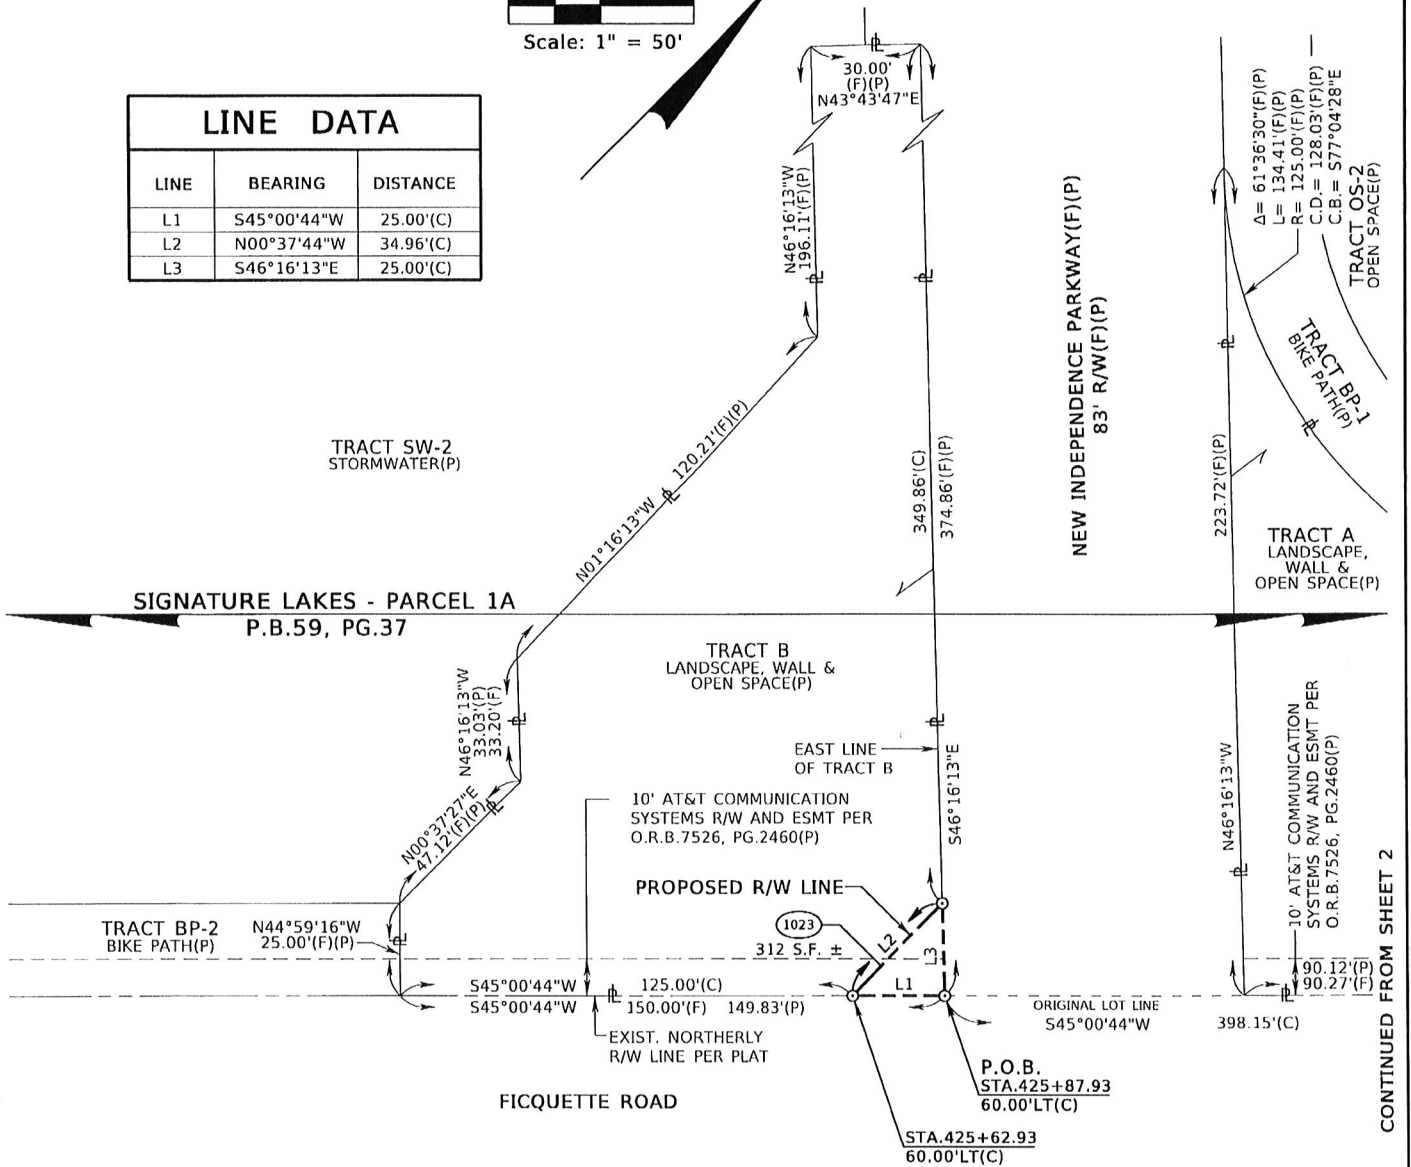 Scale: 1" = 50'
LINE DATA
LINE BEARING DISTANCE
L1 S45°00'44"W 25.00'(C)
L2 N00°37'44"W 34.96'(C)
L3 S46°16'13"E 25.00'(C)
30.00'
(F)(P)
N43°43'47"E
N46°16'13"W
196.11'(F)(P)
Δ= 61°36'30"(F)(P)
L= 134.41'(F)(P)
R= 125.00'(F)(P)
C.D.= 128.03'(F)(P)
C.B.= S77°04'28"E
TRACT OS-2
OPEN SPACE(P)
TRACT BP-1
BIKE PATH(P)
NEW INDEPENDENCE PARKWAY(F)(P)
83' R/W(F)(P)
TRACT SW-2
STORMWATER(P)
N01°16'13"W 120.21'(F)(P)
349.86'(C)
374.86'(F)(P)
223.72'(F)(P)
TRACT A
LANDSCAPE,
WALL &
OPEN SPACE(P)
SIGNATURE LAKES - PARCEL 1A
P.B.59, PG.37
TRACT B
LANDSCAPE, WALL &
OPEN SPACE(P)
N46°16'13"W
33.03'(P)
33.20'(F)
EAST LINE
OF TRACT B
S46°16'13"E
N46°16'13"W
10' AT&T COMMUNICATION
SYSTEMS R/W AND ESMT PER
O.R.B.7526, PG.2460(P)
N00°37'27"E
47.12'(F)(P)
10' AT&T COMMUNICATION
SYSTEMS R/W AND ESMT PER
O.R.B.7526, PG.2460(P)
PROPOSED R/W LINE
1023
312 S.F. ±
L2
L3
L1
TRACT BP-2
BIKE PATH(P)
N44°59'16"W
25.00'(F)(P)
S45°00'44"W 125.00'(C)
S45°00'44"W 150.00'(F) 149.83'(P)
90.12'(P)
90.27'(F)
ORIGINAL LOT LINE
S45°00'44"W 398.15'(C)
EXIST. NORTHERLY
R/W LINE PER PLAT
P.O.B.
STA.425+87.93
60.00'LT(C)
FICQUETTE ROAD
STA.425+62.93
60.00'LT(C)
CONTINUED FROM SHEET 2